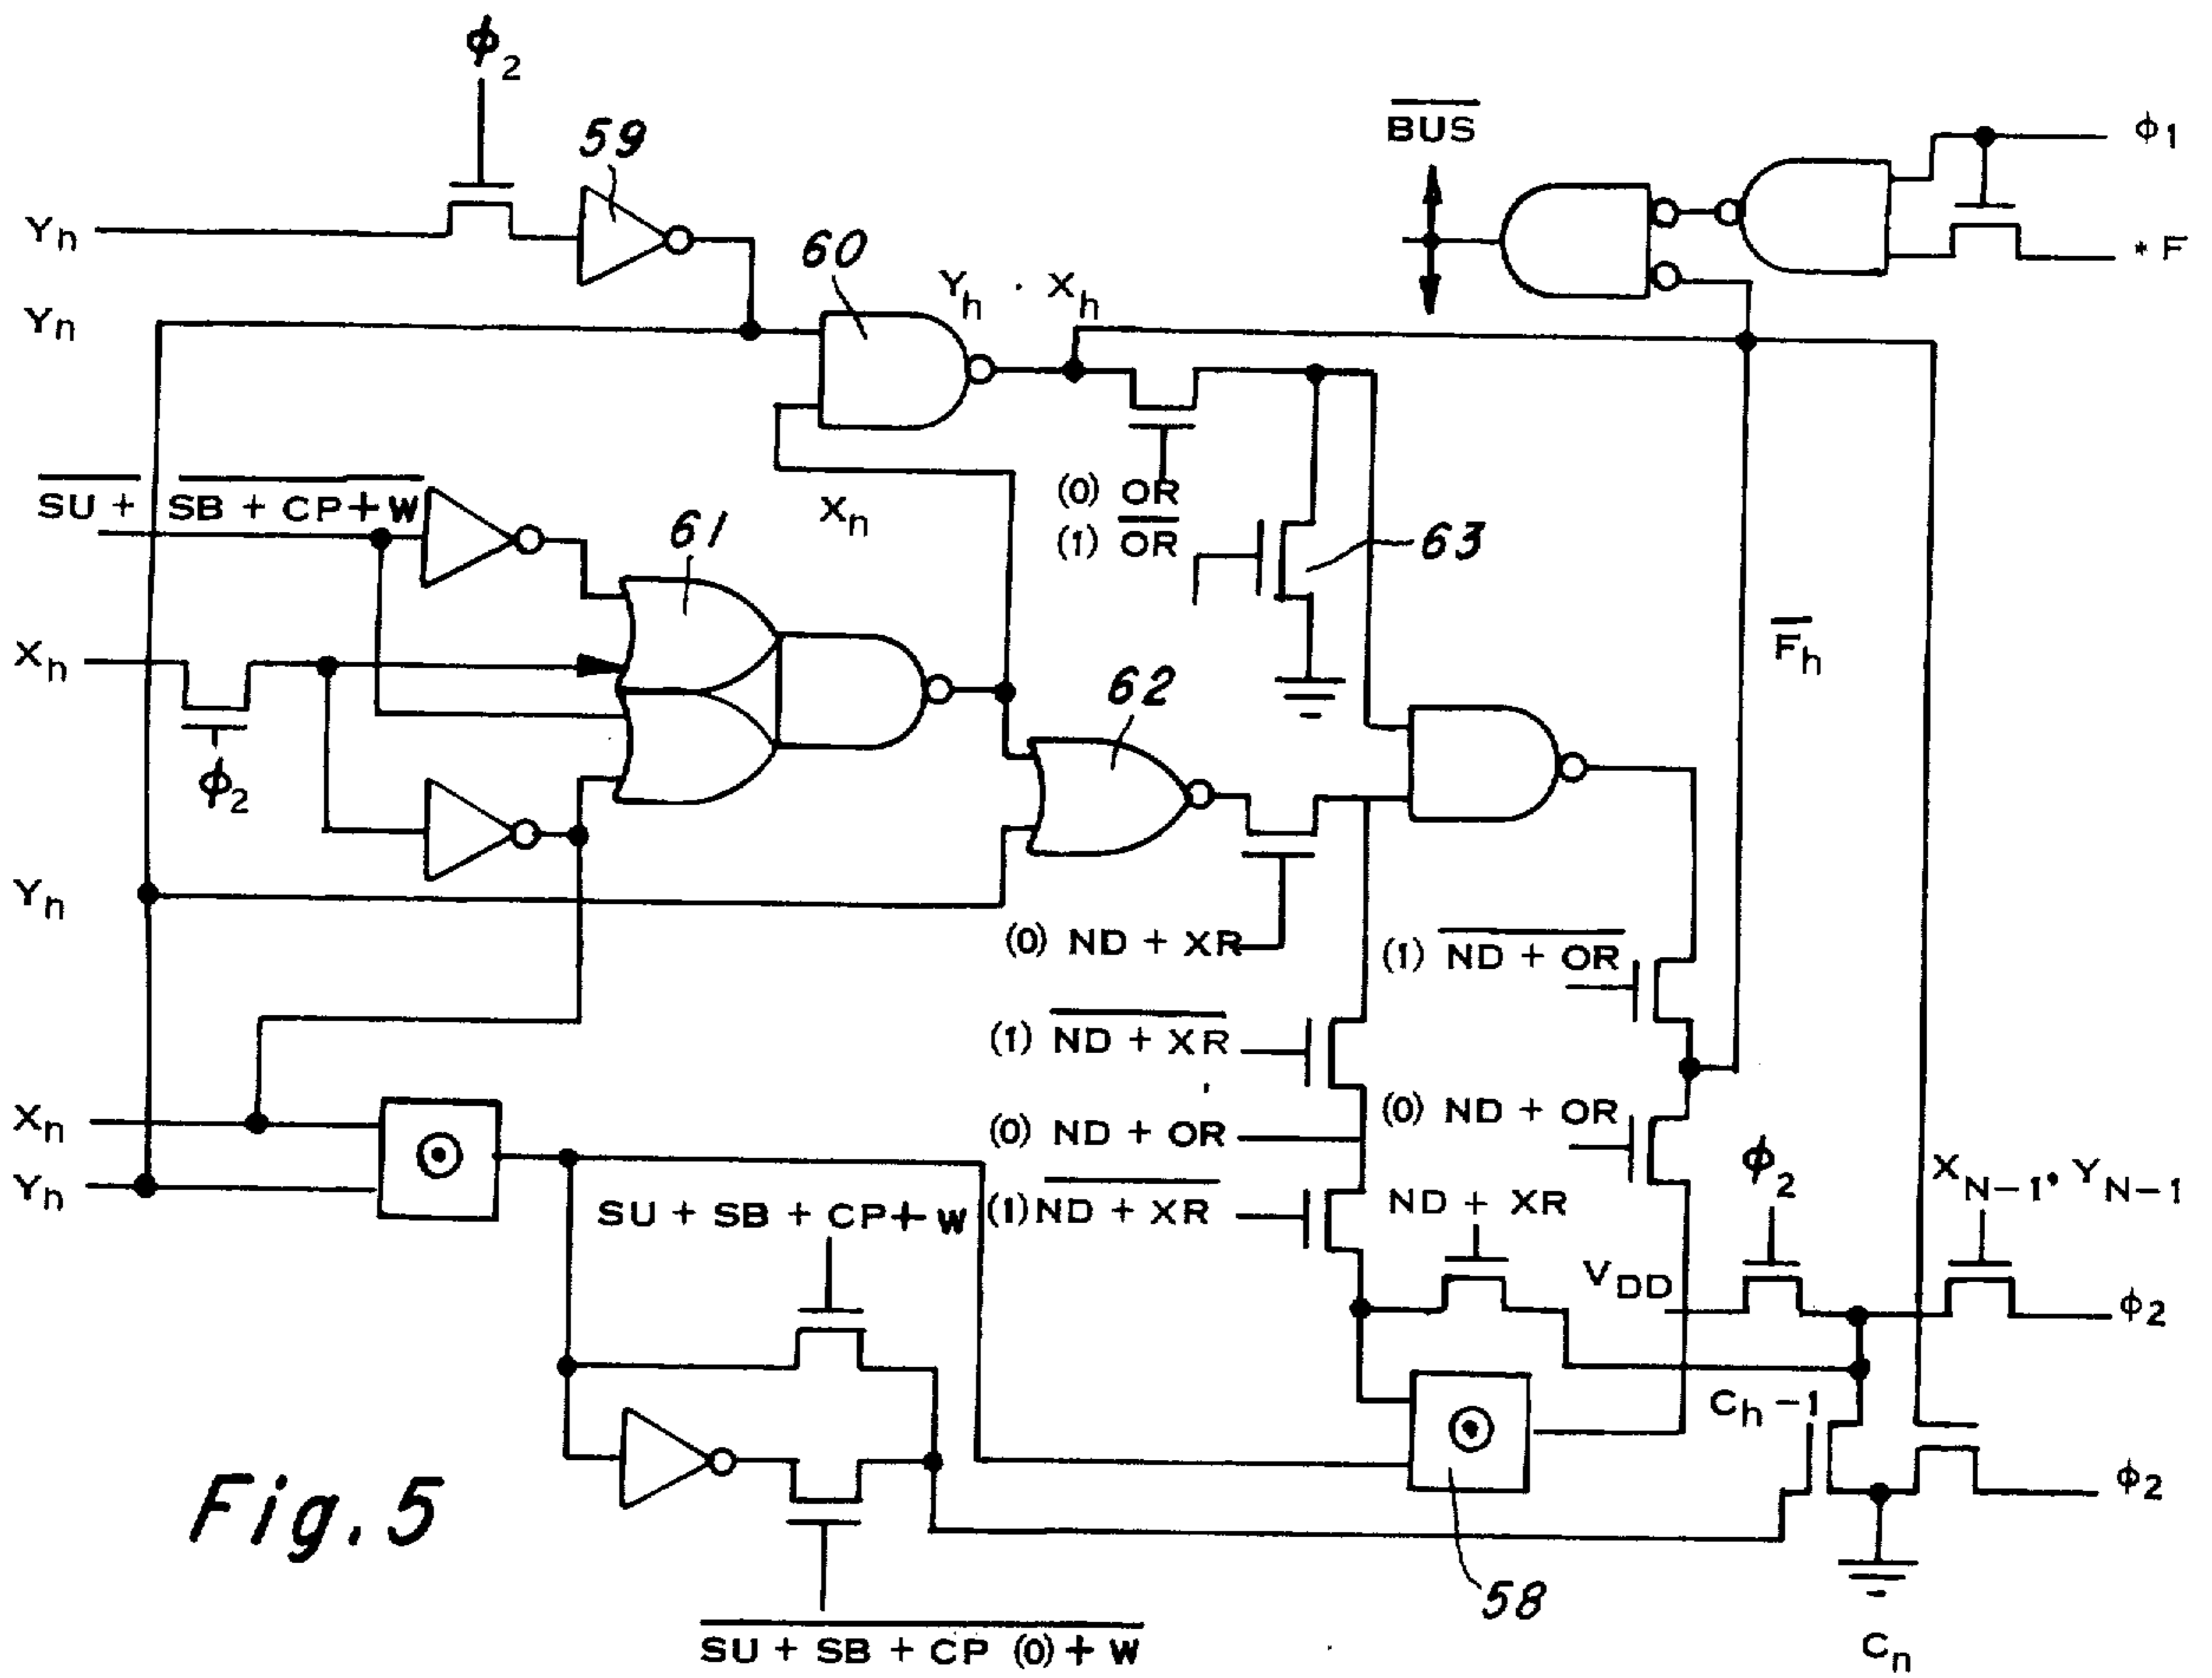 ϕ2
59
BUS
ϕ1
Yh
60
* F
Yn
Yh · Xh
SU + SB + CP + W
Xn
(0) OR
(1) OR
61
63
Xh
Fh
62
ϕ2
Yn
(0) ND + XR
(1) ND + OR
(1) ND + XR
Xn
(0) ND + OR
(0) ND + OR
ϕ2
XN-1 · YN-1
Yn
SU + SB + CP + W
(1) ND + XR
ND + XR
VDD
ϕ2
Ch-1
ϕ2
Fig. 5
58
SU + SB + CP (0) + W
Cn